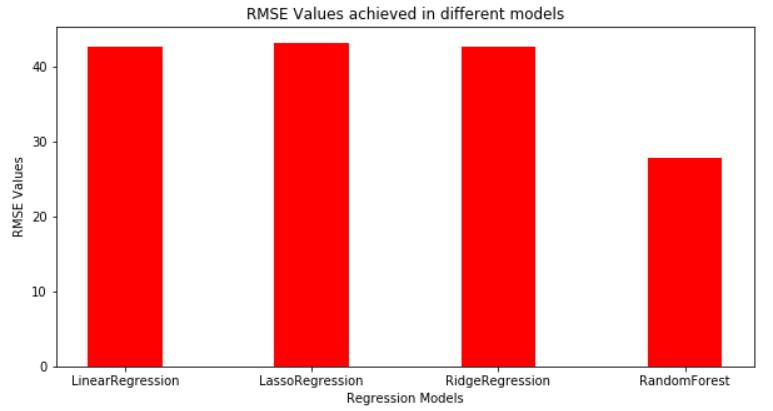 RMSE Values achieved in different models
RMSE Values
40
30
20
10
0
LinearRegression LassoRegression RidgeRegression RandomForest
Regression Models